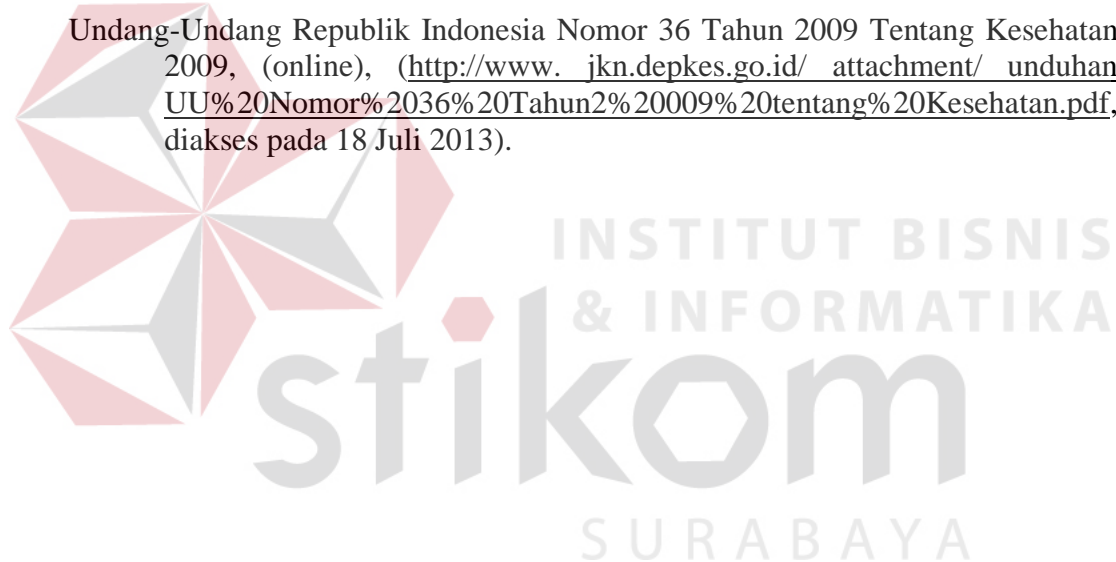 Undang-Undang Republik Indonesia Nomor 36 Tahun 2009 Tentang Kesehatan
2009, (online), (http://www. jkn.depkes.go.id/ attachment/ unduhan
UU%20Nomor%2036%20Tahun2%20009%20tentang%20Kesehatan.pdf,
diakses pada 18 Juli 2013).
INSTITUT BISNIS
& INFORMATIKA
stikom
SURABAYA